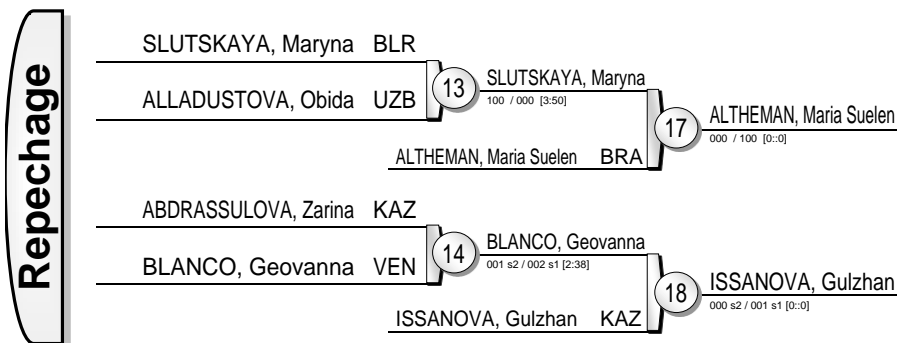 Repechage
SLUTSKAYA, Maryna BLR
ALLADUSTOVA, Obida UZB
13
SLUTSKAYA, Maryna
100 / 000 [3:50]
ALTHEMAN, Maria Suelen BRA
17
ALTHEMAN, Maria Suelen
000 / 100 [0::0]
ABDRASSULOVA, Zarina KAZ
BLANCO, Geovanna VEN
14
BLANCO, Geovanna
001 s2 / 002 s1 [2:38]
ISSANOVA, Gulzhan KAZ
18
ISSANOVA, Gulzhan
000 s2 / 001 s1 [0::0]